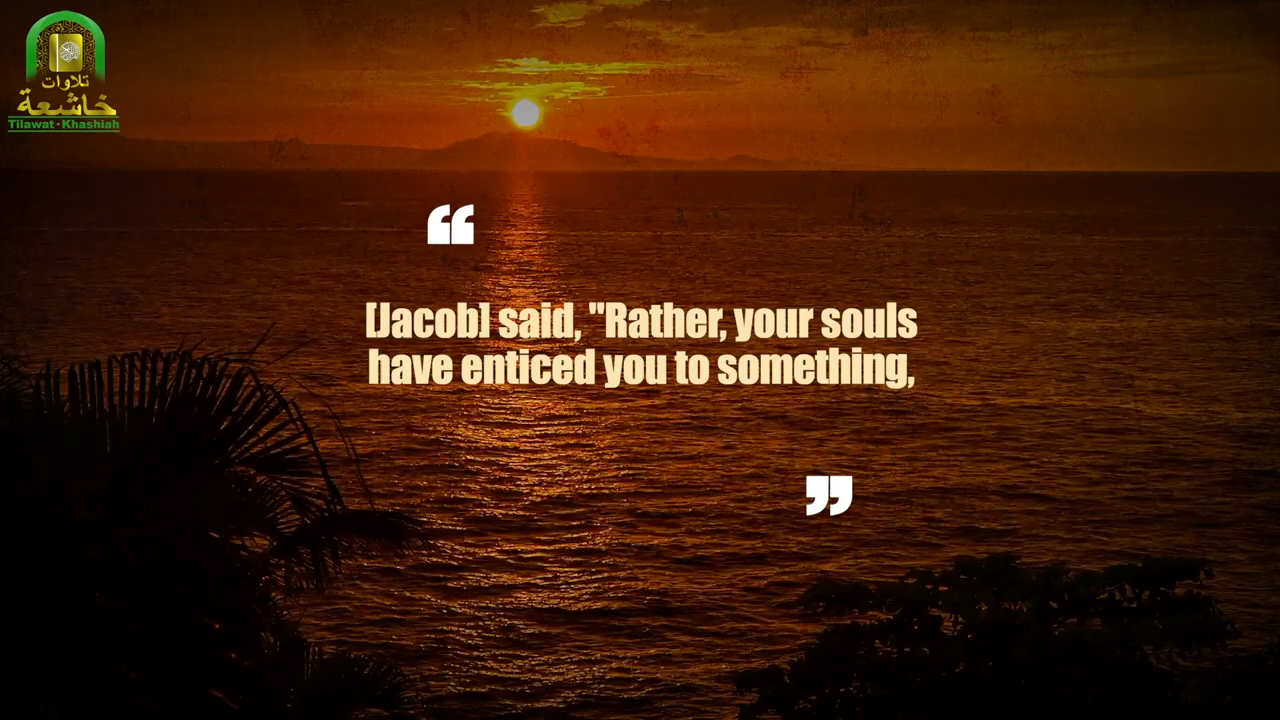 تلاوات
خاشعة
Tilawat • Khashiah
“
[Jacob] said, "Rather, your souls
have enticed you to something,
”